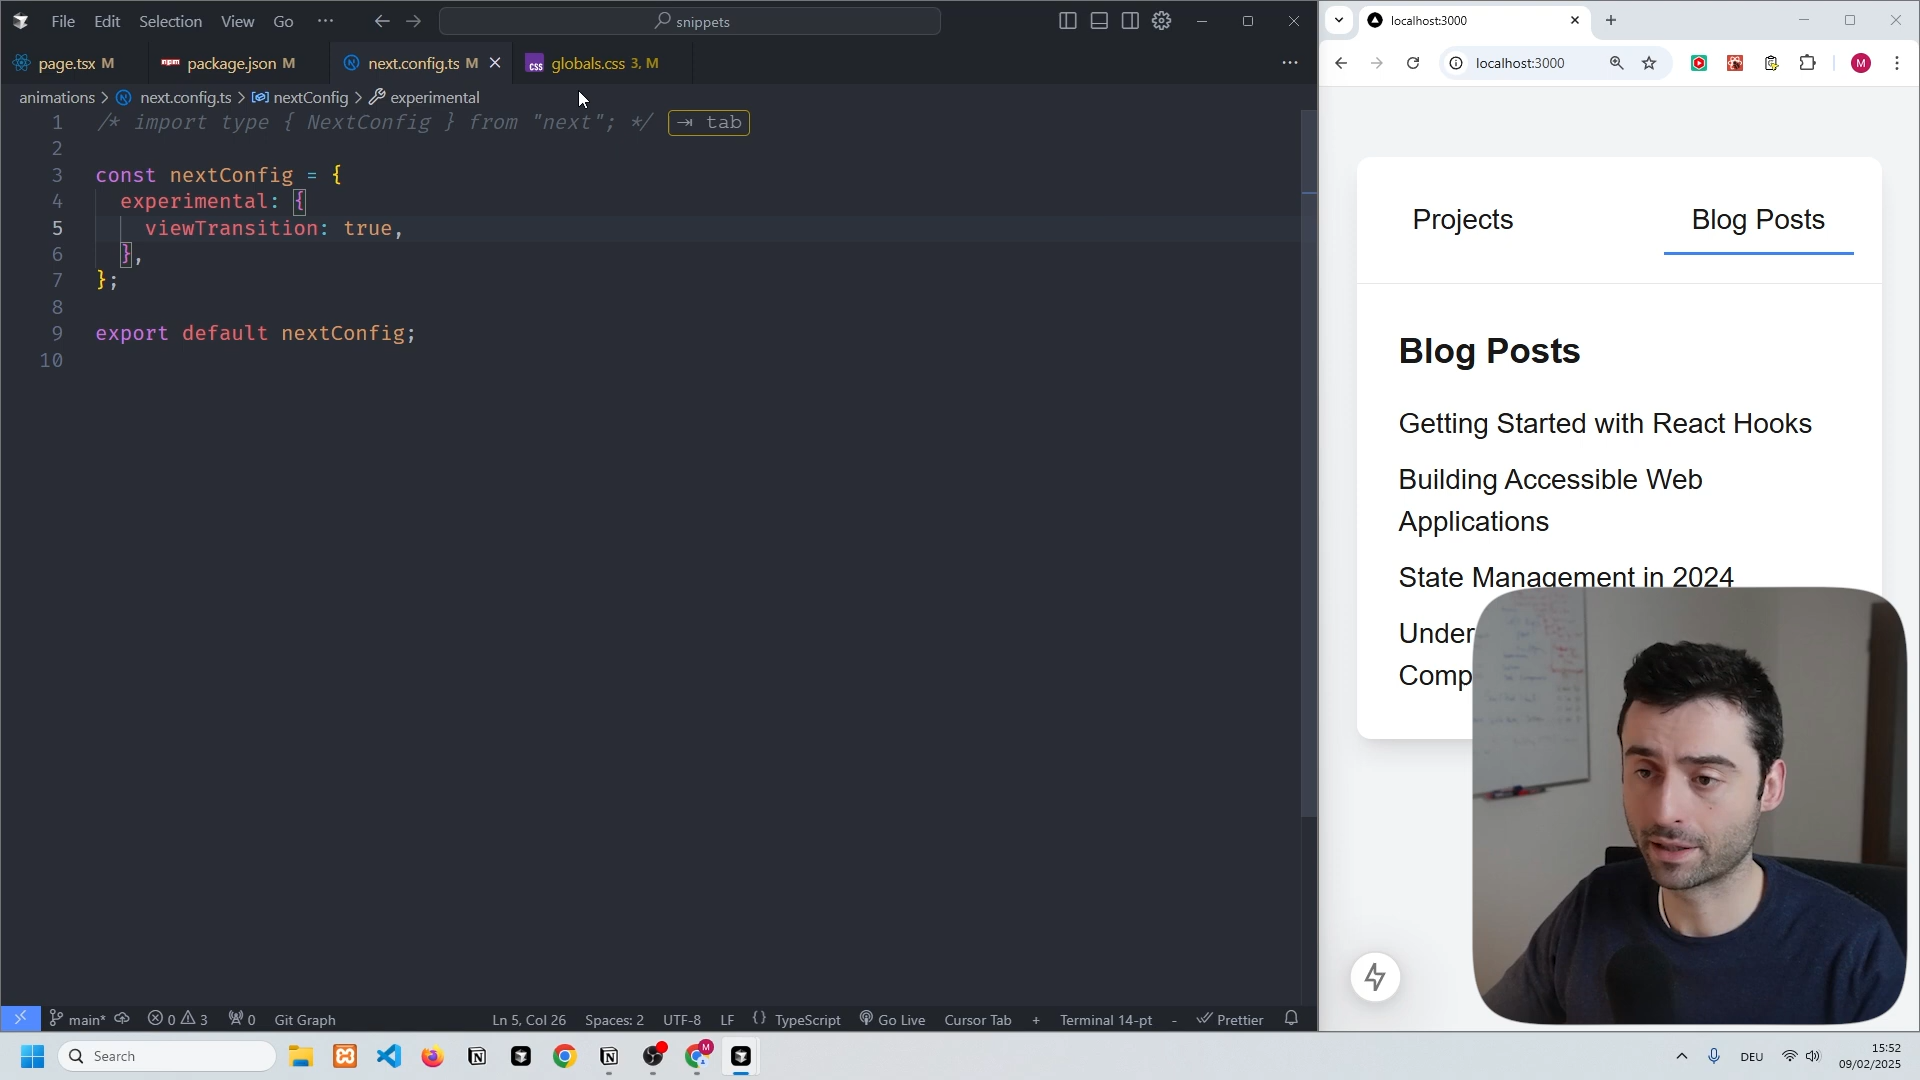 File Edit Selection View Go ···
snippets
page.tsx M
package.json M
next.config.ts M
css globals.css 3, M
animations > next.config.ts > nextConfig > experimental
1 /* import type { NextConfig } from "next"; */ tab
2
3 const nextConfig = {
4 experimental: {
5 viewTransition: true,
6 },
7 };
8
9 export default nextConfig;
10
main*
0 3
0
Git Graph
Ln 5, Col 26
Spaces: 2
UTF-8
LF
{} TypeScript
Go Live
Cursor Tab
+
Terminal 14-pt
-
Prettier
localhost:3000
localhost:3000
M
Projects
Blog Posts
Blog Posts
Getting Started with React Hooks
Building Accessible Web
Applications
State Management in 2024
Under
Comp
Search
M
DEU
15:52
09/02/2025